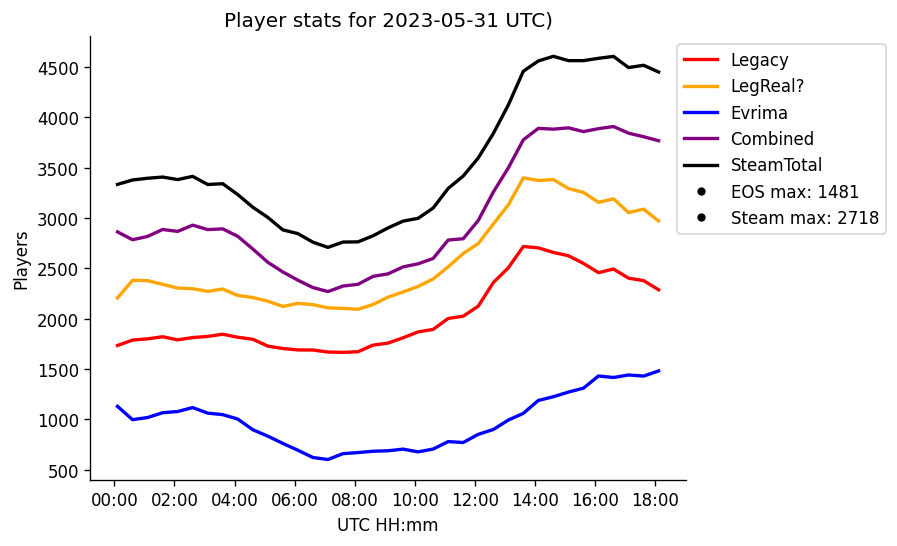 Player stats for 2023-05-31 UTC)
Players
4500
4000
3500
3000
2500
2000
1500
1000
500
00:00 02:00 04:00 06:00 08:00 10:00 12:00 14:00 16:00 18:00
UTC HH:mm
Legacy
LegReal?
Evrima
Combined
SteamTotal
EOS max: 1481
Steam max: 2718